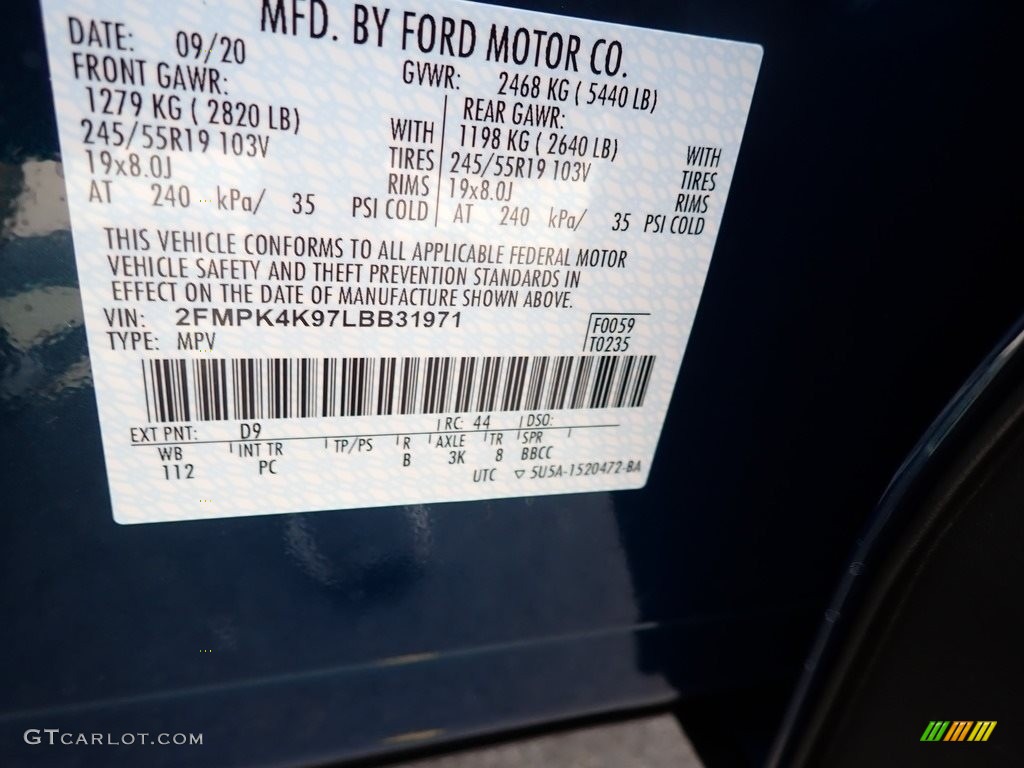 MFD. BY FORD MOTOR CO.
DATE: 09/20 GVWR: 2468 KG ( 5440 LB)
FRONT GAWR: REAR GAWR:
1279 KG ( 2820 LB) WITH 1198 KG ( 2640 LB) WITH
245/55R19 103V TIRES 245/55R19 103V TIRES
19x8.0J RIMS 19x8.0J RIMS
AT 240 kPa/ 35 PSI COLD AT 240 kPa/ 35 PSI COLD
THIS VEHICLE CONFORMS TO ALL APPLICABLE FEDERAL MOTOR
VEHICLE SAFETY AND THEFT PREVENTION STANDARDS IN
EFFECT ON THE DATE OF MANUFACTURE SHOWN ABOVE.
VIN: 2FMPK4K97LBB31971 F0059
TYPE: MPV T0235
EXT PNT: D9 RC: 44 DSO:
WB INT TR TP/PS R AXLE TR SPR
112 PC B 3K 8 BBCC
UTC ▽ 5U5A-1520472-BA
GTCARLOT.COM